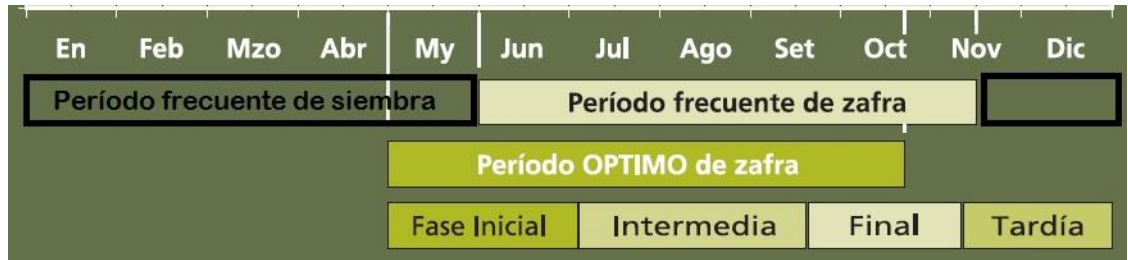 En Feb Mzo Abr My Jun Jul Ago Set Oct Nov Dic
Período frecuente de siembra Período frecuente de zafra
Período OPTIMO de zafra
Fase Inicial Intermedia Final Tardía